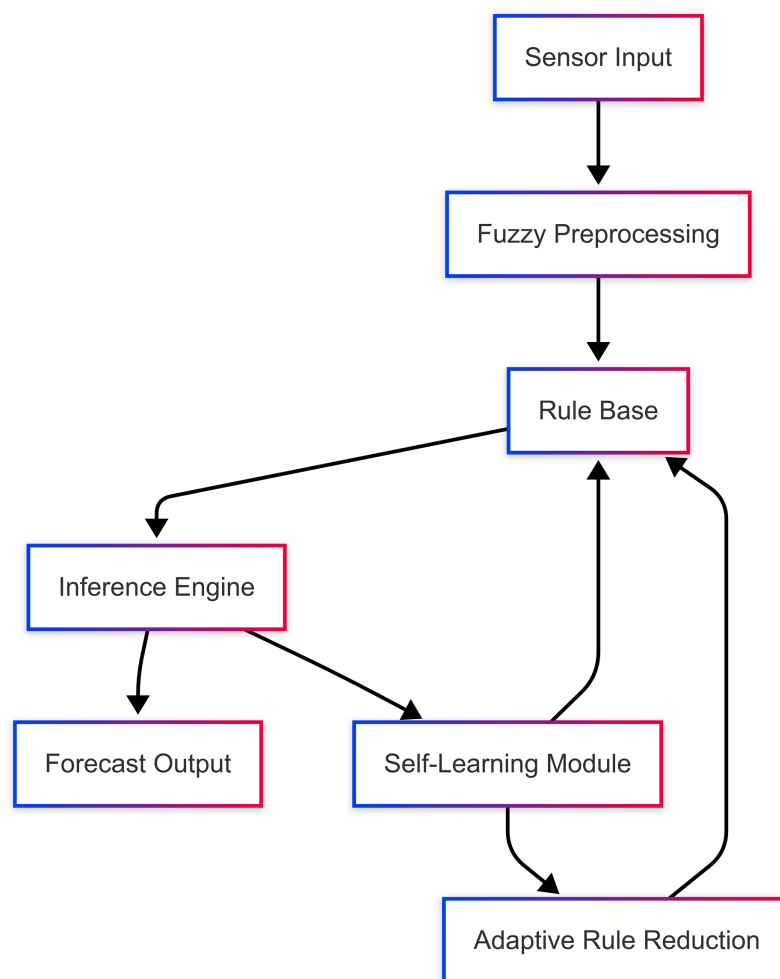 Sensor Input
Fuzzy Preprocessing
Rule Base
Inference Engine
Forecast Output
Self-Learning Module
Adaptive Rule Reduction